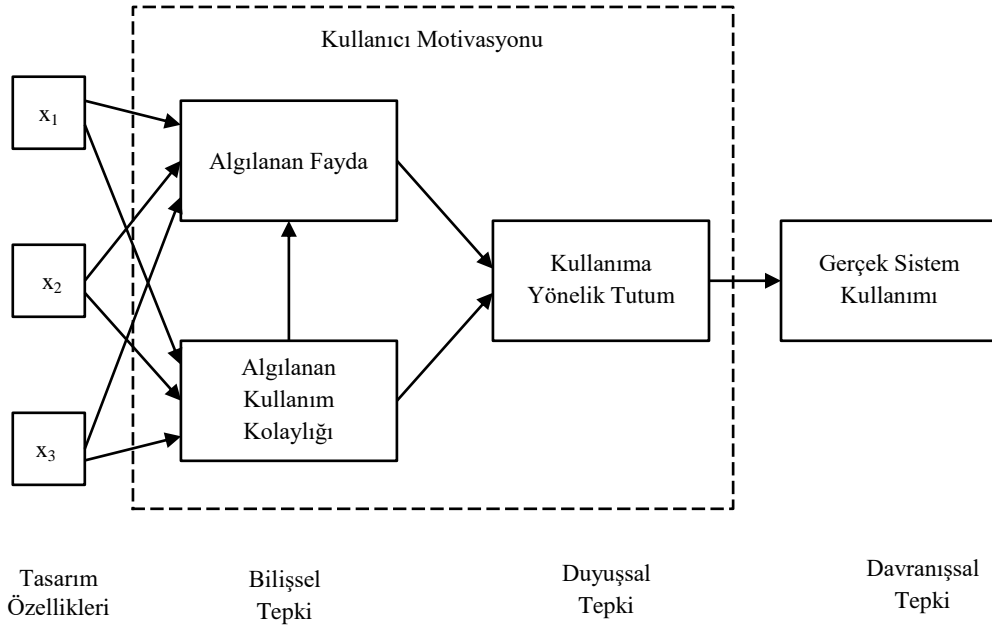 Kullanıcı Motivasyonu
x1
Algılanan Fayda
x2
Kullanıma
Yönelik Tutum
Gerçek Sistem
Kullanımı
Algılanan
Kullanım
Kolaylığı
x3
Tasarım
Özellikleri
Bilişsel
Tepki
Duyuşsal
Tepki
Davranışsal
Tepki